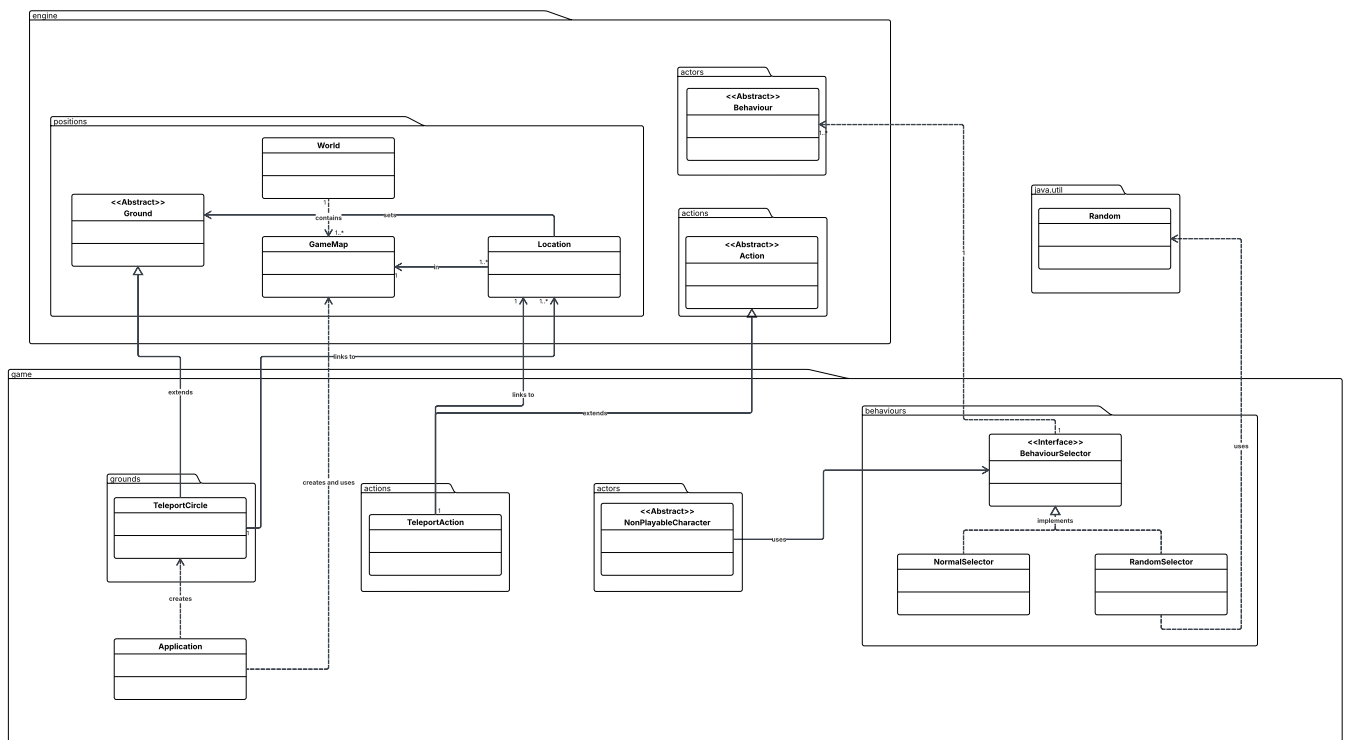 engine
actors
<<Abstract>>
Behaviour
1..*
positions
World
1
contains
1..*
<<Abstract>>
Ground
sets
GameMap
1
in
1..*
Location
1
1..*
actions
<<Abstract>>
Action
java.util
Random
links to
game
extends
links to
extends
behaviours
1
<<Interface>>
BehaviourSelector
uses
implements
NormalSelector
RandomSelector
creates and uses
grounds
TeleportCircle
1
actions
1
TeleportAction
actors
<<Abstract>>
NonPlayableCharacter
uses
creates
Application